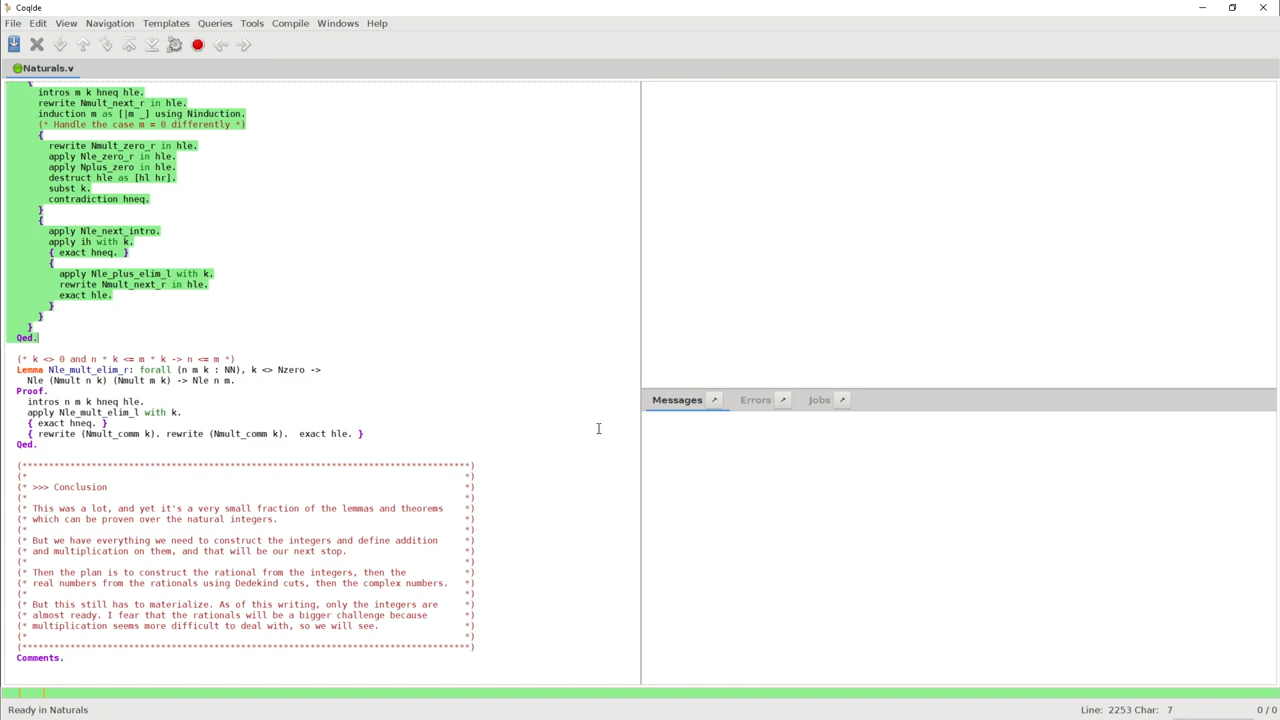 CoqIde
File Edit View Navigation Templates Queries Tools Compile Windows Help
Naturals.v
{
intros m k hneq hle.
rewrite Nmult_next_r in hle.
induction m as [|m _] using Ninduction.
(* Handle the case m = 0 differently *)
{
rewrite Nmult_zero_r in hle.
apply Nle_zero_r in hle.
apply Nplus_zero in hle.
destruct hle as [hl hr].
subst k.
contradiction hneq.
}
{
apply Nle_next_intro.
apply ih with k.
{ exact hneq. }
{
apply Nle_plus_elim_l with k.
rewrite Nmult_next_r in hle.
exact hle.
}
}
}
Qed.
(* k <> 0 and n * k <= m * k -> n <= m *)
Lemma Nle_mult_elim_r: forall (n m k : NN), k <> Nzero ->
Nle (Nmult n k) (Nmult m k) -> Nle n m.
Proof.
intros n m k hneq hle.
apply Nle_mult_elim_l with k.
{ exact hneq. }
{ rewrite (Nmult_comm k). rewrite (Nmult_comm k).  exact hle. }
Qed.
(*************************************************************************************)
(* *)
(* >>> Conclusion *)
(* *)
(* This was a lot, and yet it's a very small fraction of the lemmas and theorems *)
(* which can be proven over the natural integers. *)
(* *)
(* But we have everything we need to construct the integers and define addition *)
(* and multiplication on them, and that will be our next stop. *)
(* *)
(* Then the plan is to construct the rational from the integers, then the *)
(* real numbers from the rationals using Dedekind cuts, then the complex numbers. *)
(* *)
(* But this still has to materialize. As of this writing, only the integers are *)
(* almost ready. I fear that the rationals will be a bigger challenge because *)
(* multiplication seems more difficult to deal with, so we will see. *)
(* *)
(*************************************************************************************)
Comments.
Messages Errors Jobs
Ready in Naturals Line: 2253 Char: 7 0 / 0